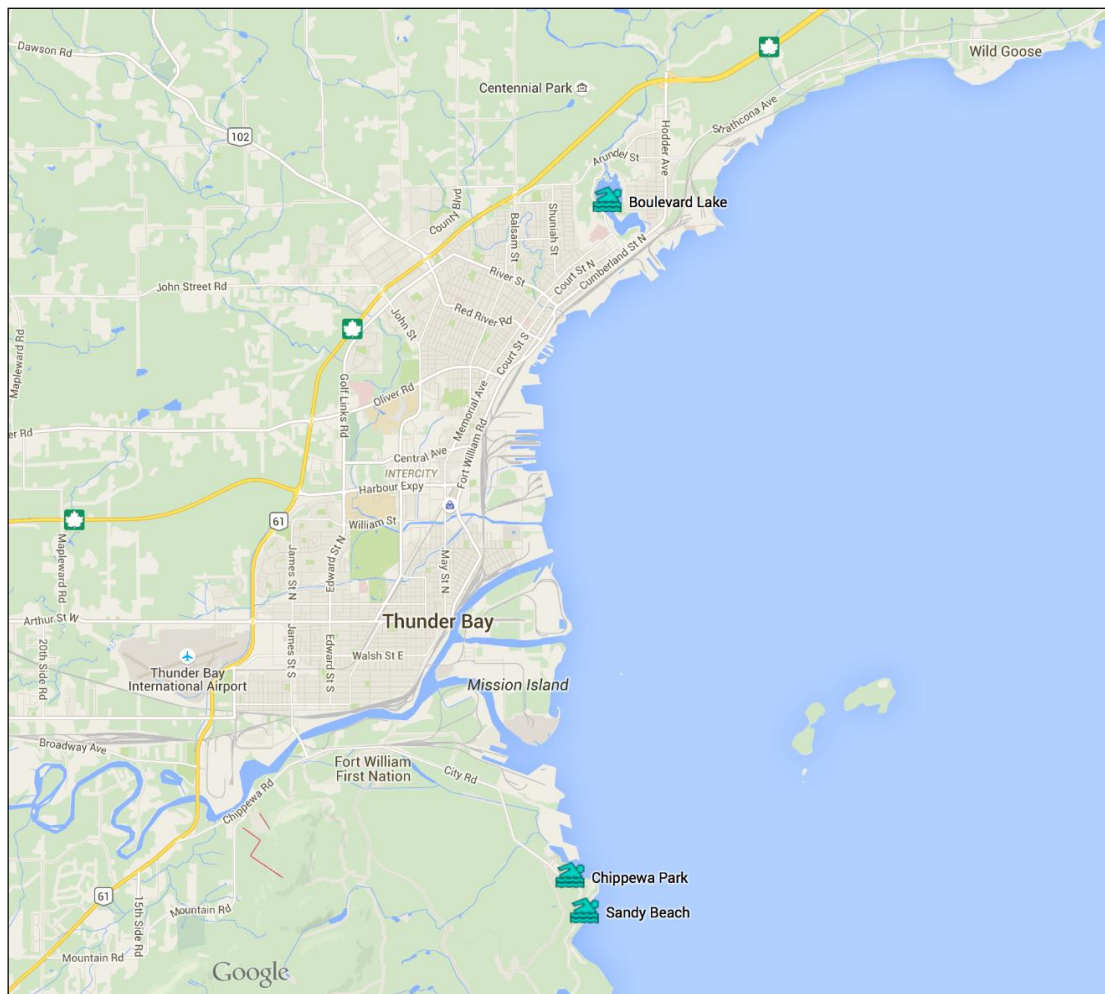 Dawson Rd
Wild Goose
Centennial Park
Strathcona Ave
Hodder Ave
102
Arundel St
Boulevard Lake
County Blvd
Balsam St
Shuniah St
Court St N
Cumberland St N
River St
John Street Rd
Red River Rd
John St
Court St S
Mapleward Rd
Golf Links Rd
Oliver Rd
Memorial Ave
Fort William Rd
er Rd
Central Ave
INTERCITY
Harbour Expy
61
William St
Mapleward Rd
James St N
Edward St N
May St N
Arthur St W
Thunder Bay
20th Side Rd
James St S
Edward St S
Walsh St E
Thunder Bay
International Airport
Mission Island
Broadway Ave
Fort William
First Nation
City Rd
Chippewa Rd
Chippewa Park
61
15th Side Rd
Mountain Rd
Sandy Beach
Mountain Rd
Google